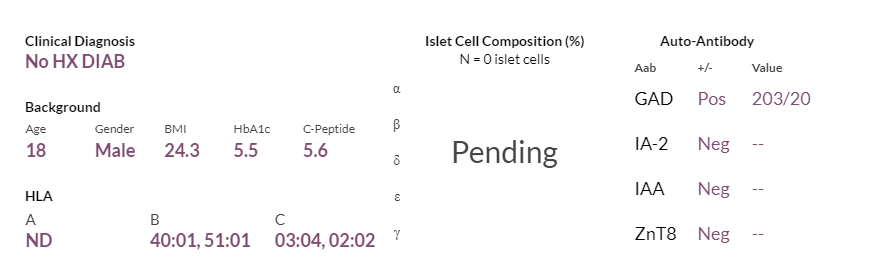 Clinical Diagnosis
No HX DIAB
Background
Age Gender BMI HbA1c C-Peptide
18 Male 24.3 5.5 5.6
HLA
A B C
ND 40:01, 51:01 03:04, 02:02
Islet Cell Composition (%)
N = 0 islet cells
α
β
δ
ε
γ
Pending
Auto-Antibody
Aab +/- Value
GAD Pos 203/20
IA-2 Neg --
IAA Neg --
ZnT8 Neg --